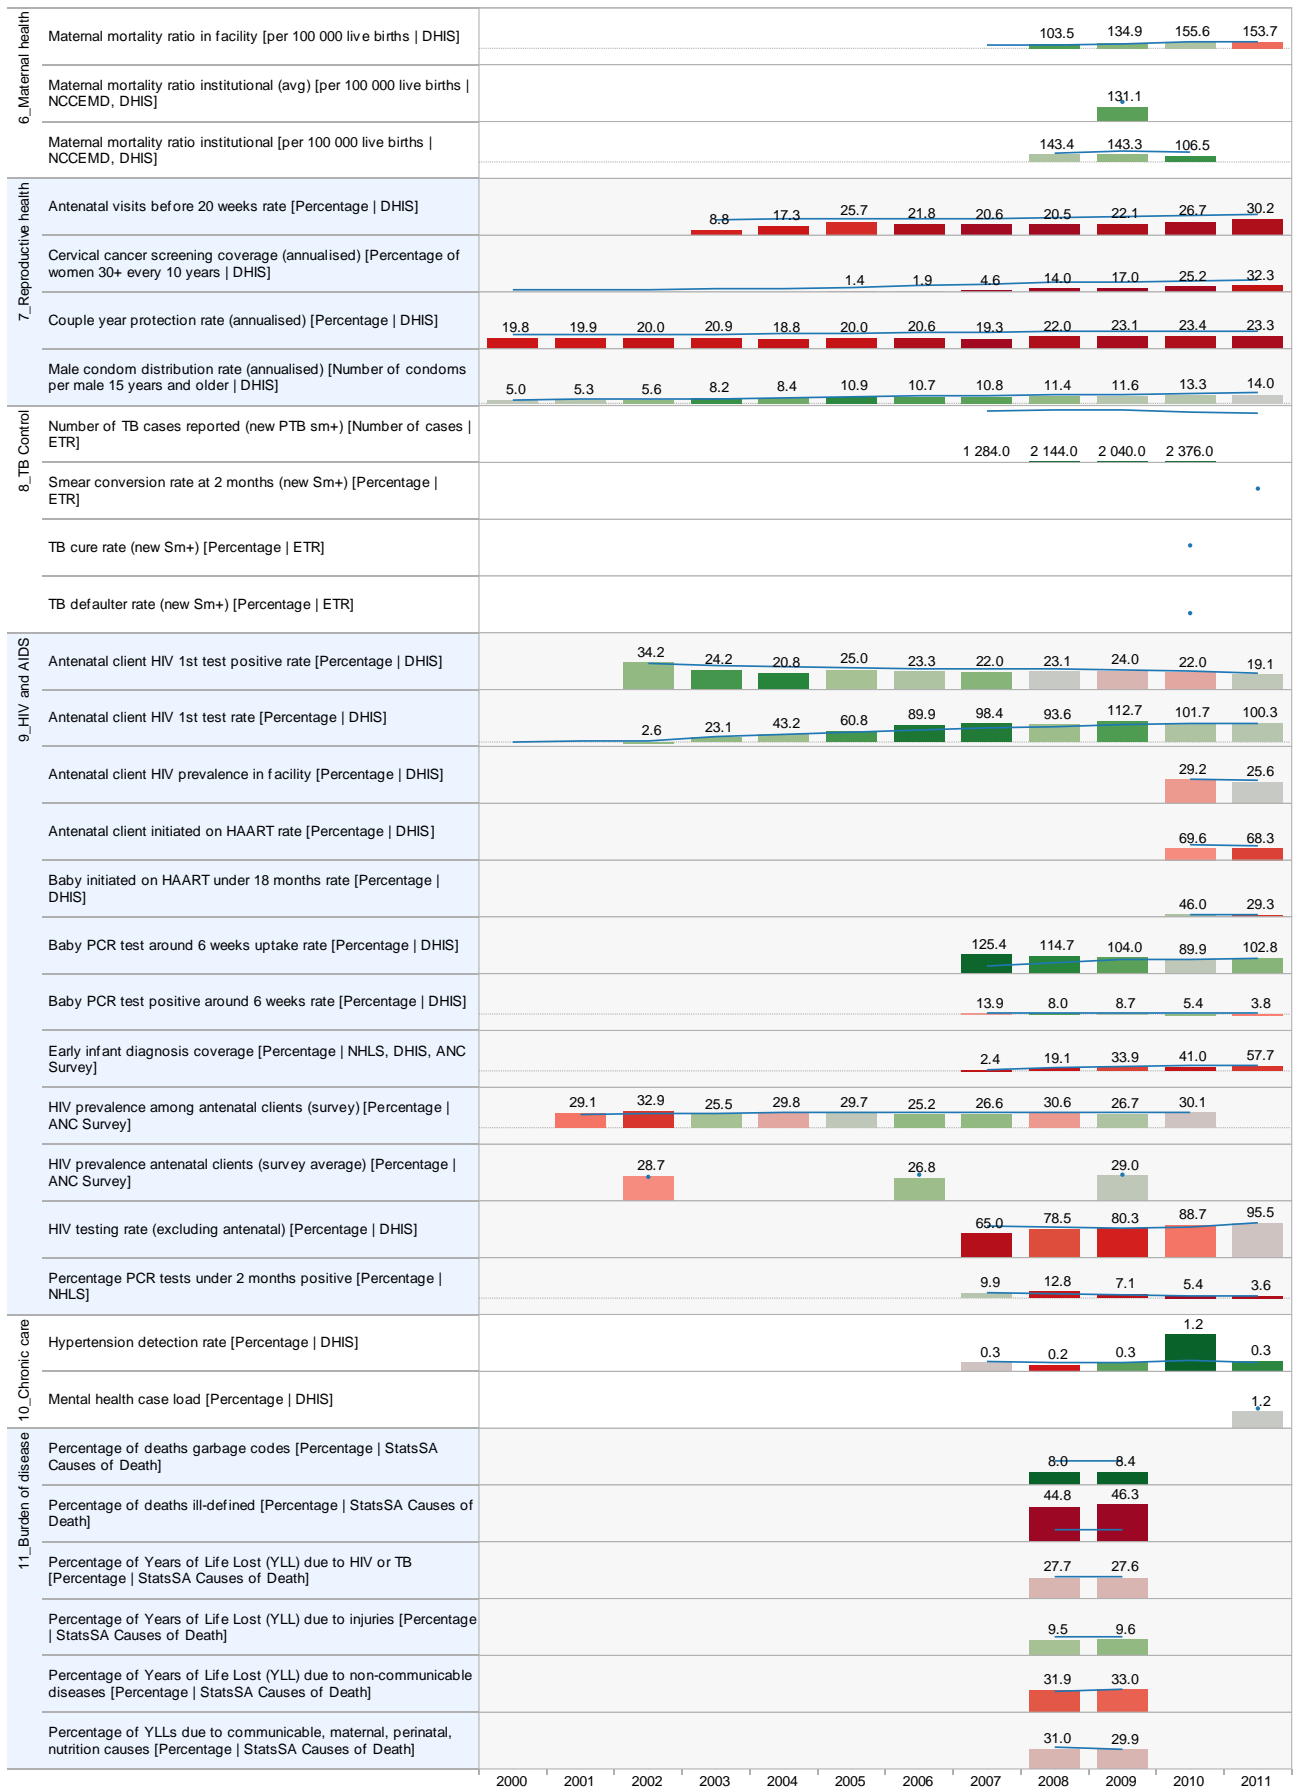 6_Maternal health
Maternal mortality ratio in facility [per 100 000 live births | DHIS]
103.5 134.9 155.6 153.7
Maternal mortality ratio institutional (avg) [per 100 000 live births |
NCCEMD, DHIS]
131.1
Maternal mortality ratio institutional [per 100 000 live births |
NCCEMD, DHIS]
143.4 143.3 106.5
7_Reproductive health
Antenatal visits before 20 weeks rate [Percentage | DHIS]
8.8 17.3 25.7 21.8 20.6 20.5 22.1 26.7 30.2
Cervical cancer screening coverage (annualised) [Percentage of
women 30+ every 10 years | DHIS]
1.4 1.9 4.6 14.0 17.0 25.2 32.3
Couple year protection rate (annualised) [Percentage | DHIS]
19.8 19.9 20.0 20.9 18.8 20.0 20.6 19.3 22.0 23.1 23.4 23.3
Male condom distribution rate (annualised) [Number of condoms
per male 15 years and older | DHIS]
5.0 5.3 5.6 8.2 8.4 10.9 10.7 10.8 11.4 11.6 13.3 14.0
8_TB Control
Number of TB cases reported (new PTB sm+) [Number of cases |
ETR]
1 284.0 2 144.0 2 040.0 2 376.0
Smear conversion rate at 2 months (new Sm+) [Percentage |
ETR]
TB cure rate (new Sm+) [Percentage | ETR]
TB defaulter rate (new Sm+) [Percentage | ETR]
9_HIV and AIDS
Antenatal client HIV 1st test positive rate [Percentage | DHIS]
34.2 24.2 20.8 25.0 23.3 22.0 23.1 24.0 22.0 19.1
Antenatal client HIV 1st test rate [Percentage | DHIS]
2.6 23.1 43.2 60.8 89.9 98.4 93.6 112.7 101.7 100.3
Antenatal client HIV prevalence in facility [Percentage | DHIS]
29.2 25.6
Antenatal client initiated on HAART rate [Percentage | DHIS]
69.6 68.3
Baby initiated on HAART under 18 months rate [Percentage |
DHIS]
46.0 29.3
Baby PCR test around 6 weeks uptake rate [Percentage | DHIS]
125.4 114.7 104.0 89.9 102.8
Baby PCR test positive around 6 weeks rate [Percentage | DHIS]
13.9 8.0 8.7 5.4 3.8
Early infant diagnosis coverage [Percentage | NHLS, DHIS, ANC
Survey]
2.4 19.1 33.9 41.0 57.7
HIV prevalence among antenatal clients (survey) [Percentage |
ANC Survey]
29.1 32.9 25.5 29.8 29.7 25.2 26.6 30.6 26.7 30.1
HIV prevalence antenatal clients (survey average) [Percentage |
ANC Survey]
28.7 26.8 29.0
HIV testing rate (excluding antenatal) [Percentage | DHIS]
65.0 78.5 80.3 88.7 95.5
Percentage PCR tests under 2 months positive [Percentage |
NHLS]
9.9 12.8 7.1 5.4 3.6
10_Chronic care
Hypertension detection rate [Percentage | DHIS]
0.3 0.2 0.3 1.2 0.3
Mental health case load [Percentage | DHIS]
1.2
11_Burden of disease
Percentage of deaths garbage codes [Percentage | StatsSA
Causes of Death]
8.0 8.4
Percentage of deaths ill-defined [Percentage | StatsSA Causes of
Death]
44.8 46.3
Percentage of Years of Life Lost (YLL) due to HIV or TB
[Percentage | StatsSA Causes of Death]
27.7 27.6
Percentage of Years of Life Lost (YLL) due to injuries [Percentage
| StatsSA Causes of Death]
9.5 9.6
Percentage of Years of Life Lost (YLL) due to non-communicable
diseases [Percentage | StatsSA Causes of Death]
31.9 33.0
Percentage of YLLs due to communicable, maternal, perinatal,
nutrition causes [Percentage | StatsSA Causes of Death]
31.0 29.9
2000 2001 2002 2003 2004 2005 2006 2007 2008 2009 2010 2011